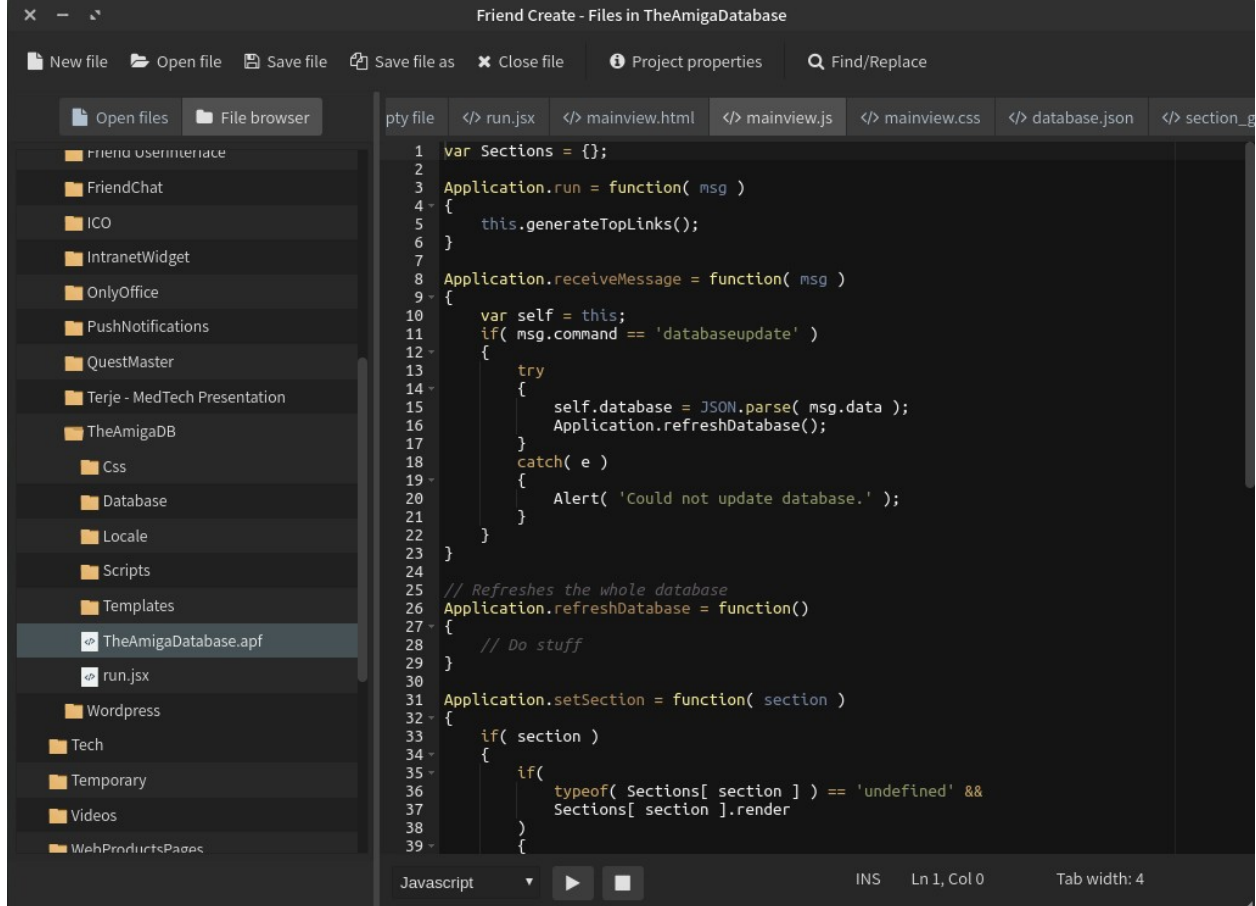 Friend Create - Files in TheAmigaDatabase
New file Open file Save file Save file as Close file Project properties Find/Replace
Open files File browser
pty file </> run.jsx </> mainview.html </> mainview.js </> mainview.css </> database.json </> section_g
Friend UserInterface
FriendChat
ICO
IntranetWidget
OnlyOffice
PushNotifications
QuestMaster
Terje - MedTech Presentation
TheAmigaDB
Css
Database
Locale
Scripts
Templates
TheAmigaDatabase.apf
run.jsx
Wordpress
Tech
Temporary
Videos
WebProductsPages
1 var Sections = {};
2
3 Application.run = function( msg )
4 {
5     this.generateTopLinks();
6 }
7
8 Application.receiveMessage = function( msg )
9 {
10     var self = this;
11     if( msg.command == 'databaseupdate' )
12     {
13         try
14         {
15             self.database = JSON.parse( msg.data );
16             Application.refreshDatabase();
17         }
18         catch( e )
19         {
20             Alert( 'Could not update database.' );
21         }
22     }
23 }
24
25 // Refreshes the whole database
26 Application.refreshDatabase = function()
27 {
28     // Do stuff
29 }
30
31 Application.setSection = function( section )
32 {
33     if( section )
34     {
35         if(
36             typeof( Sections[ section ] ) == 'undefined' &&
37             Sections[ section ].render
38         )
39         {
Javascript INS Ln 1, Col 0 Tab width: 4